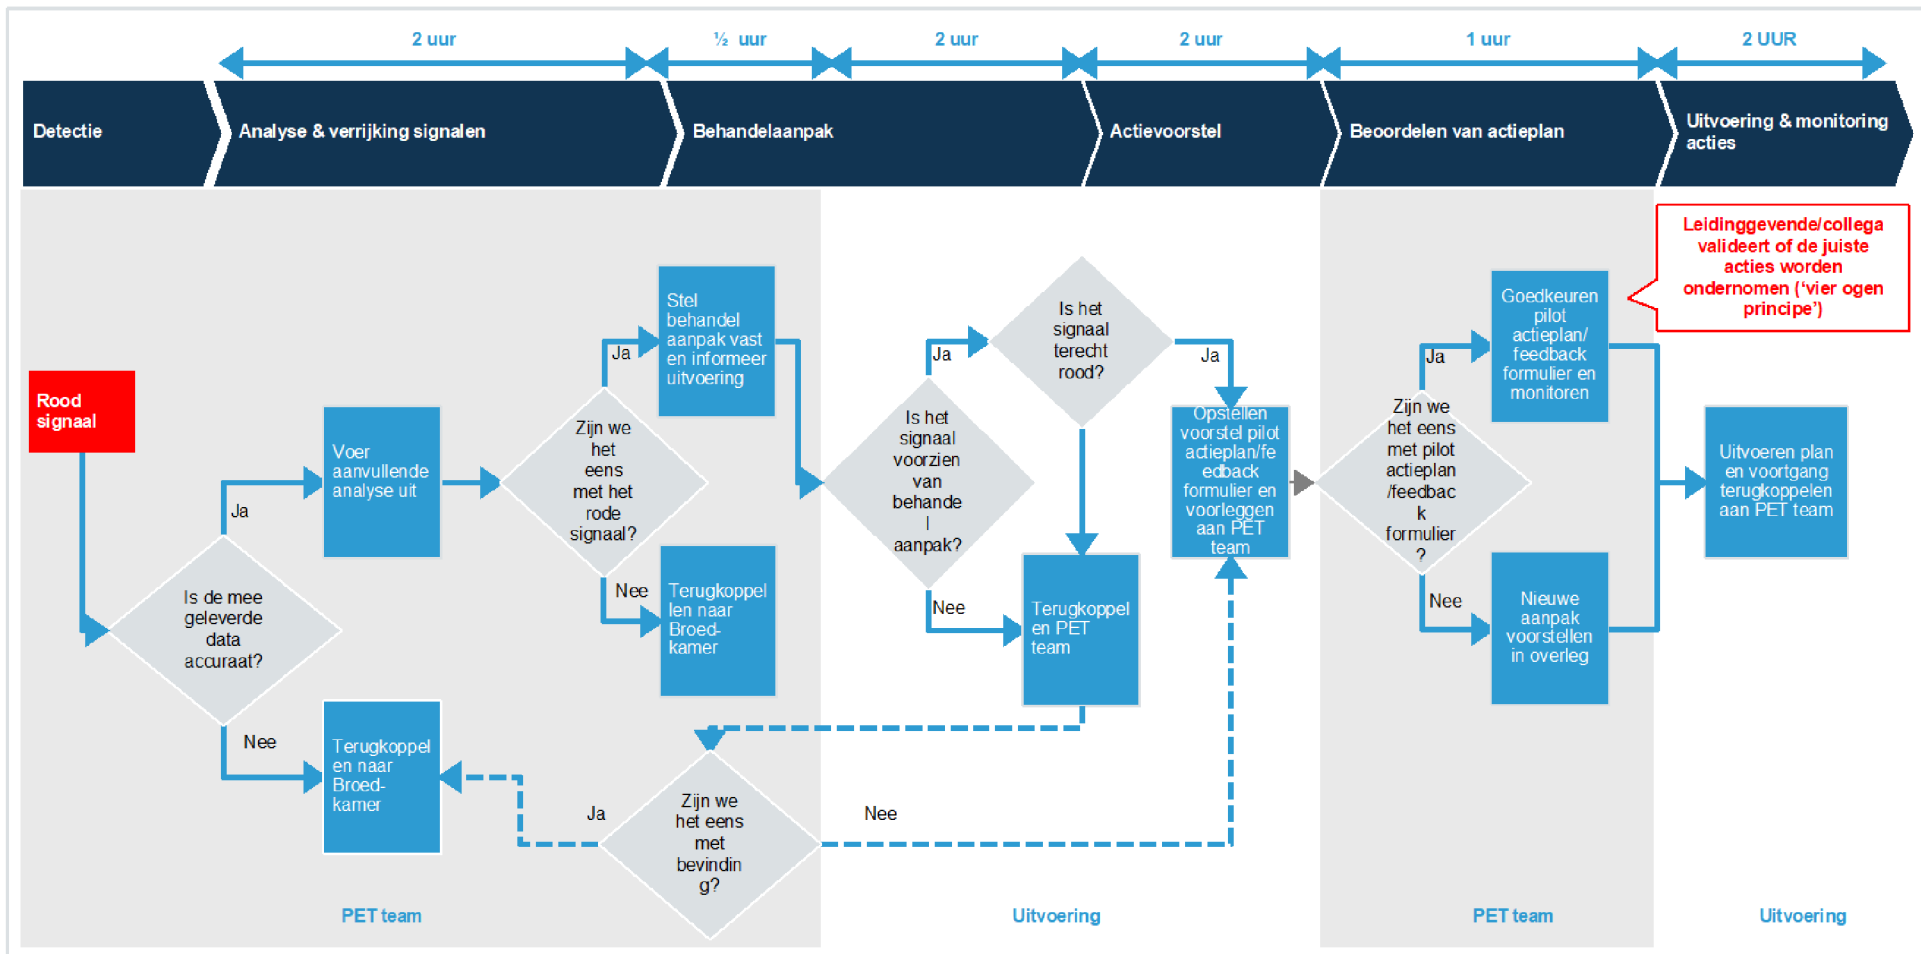 2 uur
½ uur
2 uur
2 uur
1 uur
2 UUR
Detectie
Analyse & verrijking signalen
Behandelaanpak
Actievoorstel
Beoordelen van actieplan
Uitvoering & monitoring
acties
Leidinggevende/collega
valideert of de juiste
acties worden
ondernomen (‘vier ogen
principe’)
Rood
signaal
Is de mee
geleverde
data
accuraat?
Ja
Nee
Voer
aanvullende
analyse uit
Terugkoppel
en naar
Broed-
kamer
Zijn we
het
eens
met het
rode
signaal?
Ja
Nee
Stel
behandel
aanpak vast
en informeer
uitvoering
Terugkoppel
len naar
Broed-
kamer
Is het
signaal
voorzien
van
behande
l
aanpak?
Ja
Nee
Is het
signaal
terecht
rood?
Ja
Terugkoppel
en PET
team
Zijn we
het eens
met
bevindin
g?
Ja
Nee
Opstellen
voorstel pilot
actieplan/fe
edback
formulier en
voorleggen
aan PET
team
Zijn we
het eens
met pilot
actieplan
/feedbac
k
formulier
?
Ja
Nee
Goedkeuren
pilot
actieplan/
feedback
formulier en
monitoren
Nieuwe
aanpak
voorstellen
in overleg
Uitvoeren plan
en voortgang
terugkoppelen
aan PET team
PET team
Uitvoering
PET team
Uitvoering